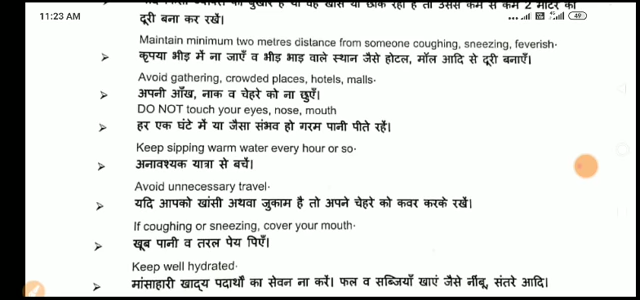 11:23 AM
49
दूरी बना कर रखें।
Maintain minimum two metres distance from someone coughing, sneezing, feverish·
➢ कृपया भीड़ में ना जाएँ व भीड़ भाड़ वाले स्थान जैसे होटल, मॉल आदि से दूरी बनाएँ।
Avoid gathering, crowded places, hotels, malls·
➢ अपनी आँख, नाक व चेहरे को ना छुएँ।
DO NOT touch your eyes, nose, mouth
➢ हर एक घंटे में या जैसा संभव हो गरम पानी पीते रहें।
Keep sipping warm water every hour or so·
➢ अनावश्यक यात्रा से बचें।
Avoid unnecessary travel·
➢ यदि आपको खांसी अथवा जुकाम है तो अपने चेहरे को कवर करके रखें।
If coughing or sneezing, cover your mouth·
➢ खूब पानी व तरल पेय पिएँ।
Keep well hydrated·
➢ मांसाहारी खाद्य पदार्थों का सेवन ना करें। फल व सब्जियाँ खाएं जैसे नींबू, संतरे आदि।